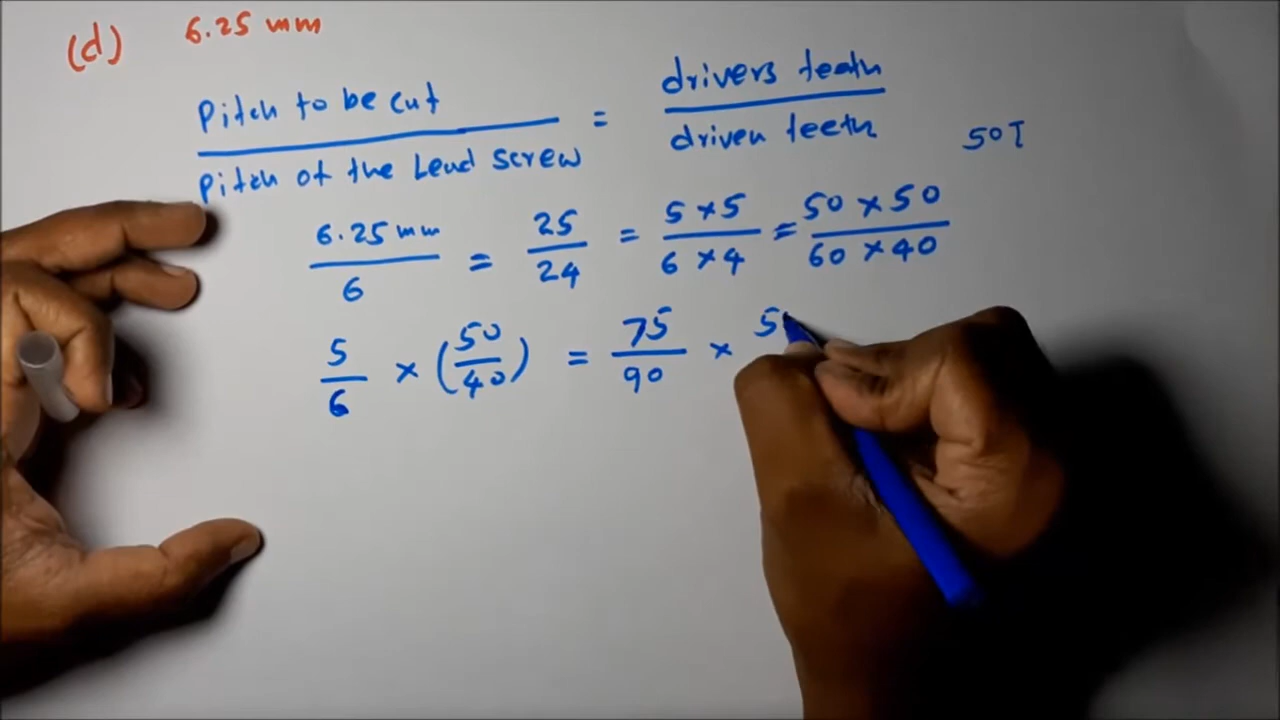 (d) 6.25 mm
Pitch to be cut / Pitch of the Lead screw = drivers teeth / driven teeth
50T
6.25 mm / 6 = 25 / 24 = 5 × 5 / 6 × 4 = 50 × 50 / 60 × 40
5 / 6 × (50 / 40) = 75 / 90 × 50